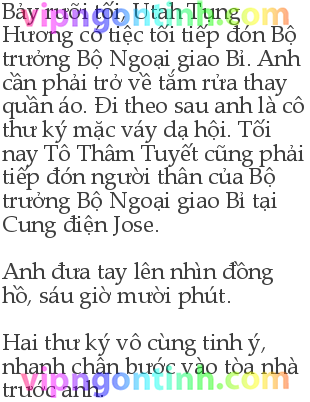 Bảy rưỡi tối, Uất Tùng
Hương có tiệc tối tiếp đón Bộ
trưởng Bộ Ngoại giao Bỉ. Anh
cần phải trở về tắm rửa thay
quần áo. Đi theo sau anh là cô
thư ký mặc váy dạ hội. Tối
nay Tô Thâm Tuyết cũng phải
tiếp đón người thân của Bộ
trưởng Bộ Ngoại giao Bỉ tại
Cung điện Jose.
Anh đưa tay lên nhìn đồng
hồ, sáu giờ mười phút.
Hai thư ký vô cùng tinh ý,
nhanh chân bước vào tòa nhà
trước anh.
vipngontinh.com
vipngontinh.com